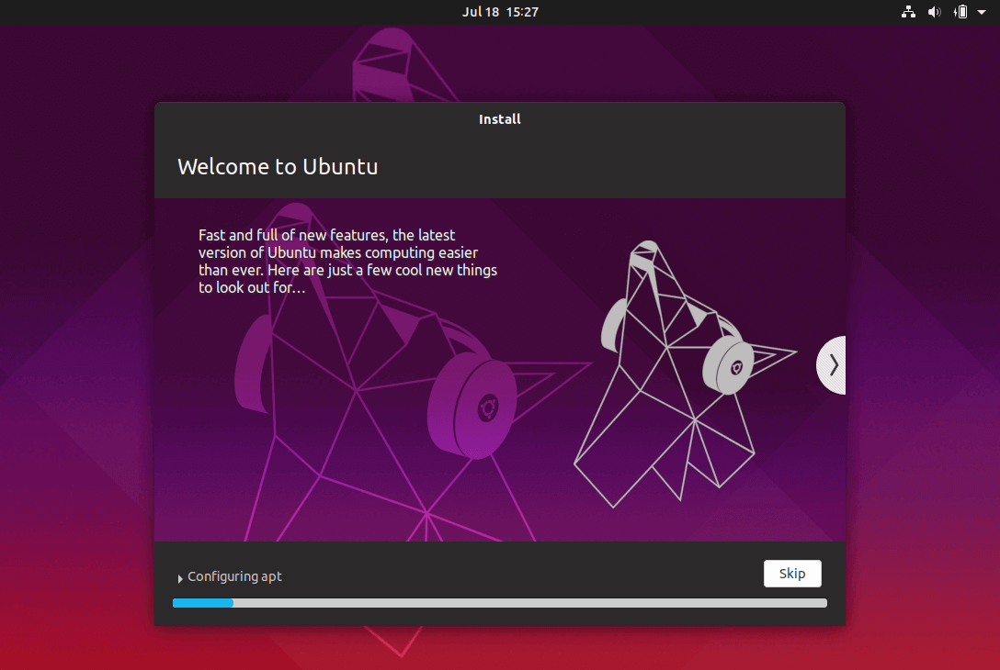 Jul 18 15:27
Install
Welcome to Ubuntu
Fast and full of new features, the latest
version of Ubuntu makes computing easier
than ever. Here are just a few cool new things
to look out for…
Configuring apt
Skip